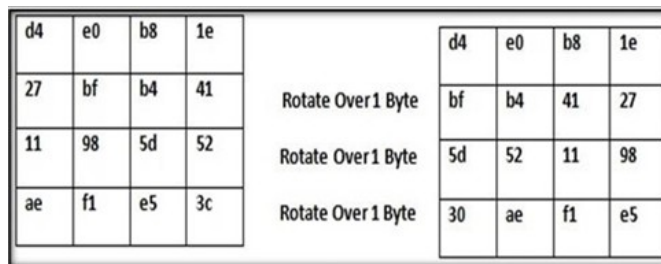 d4 e0 b8 1e
27 bf b4 41
11 98 5d 52
ae f1 e5 3c
Rotate Over 1 Byte
Rotate Over 1 Byte
Rotate Over 1 Byte
d4 e0 b8 1e
bf b4 41 27
5d 52 11 98
30 ae f1 e5